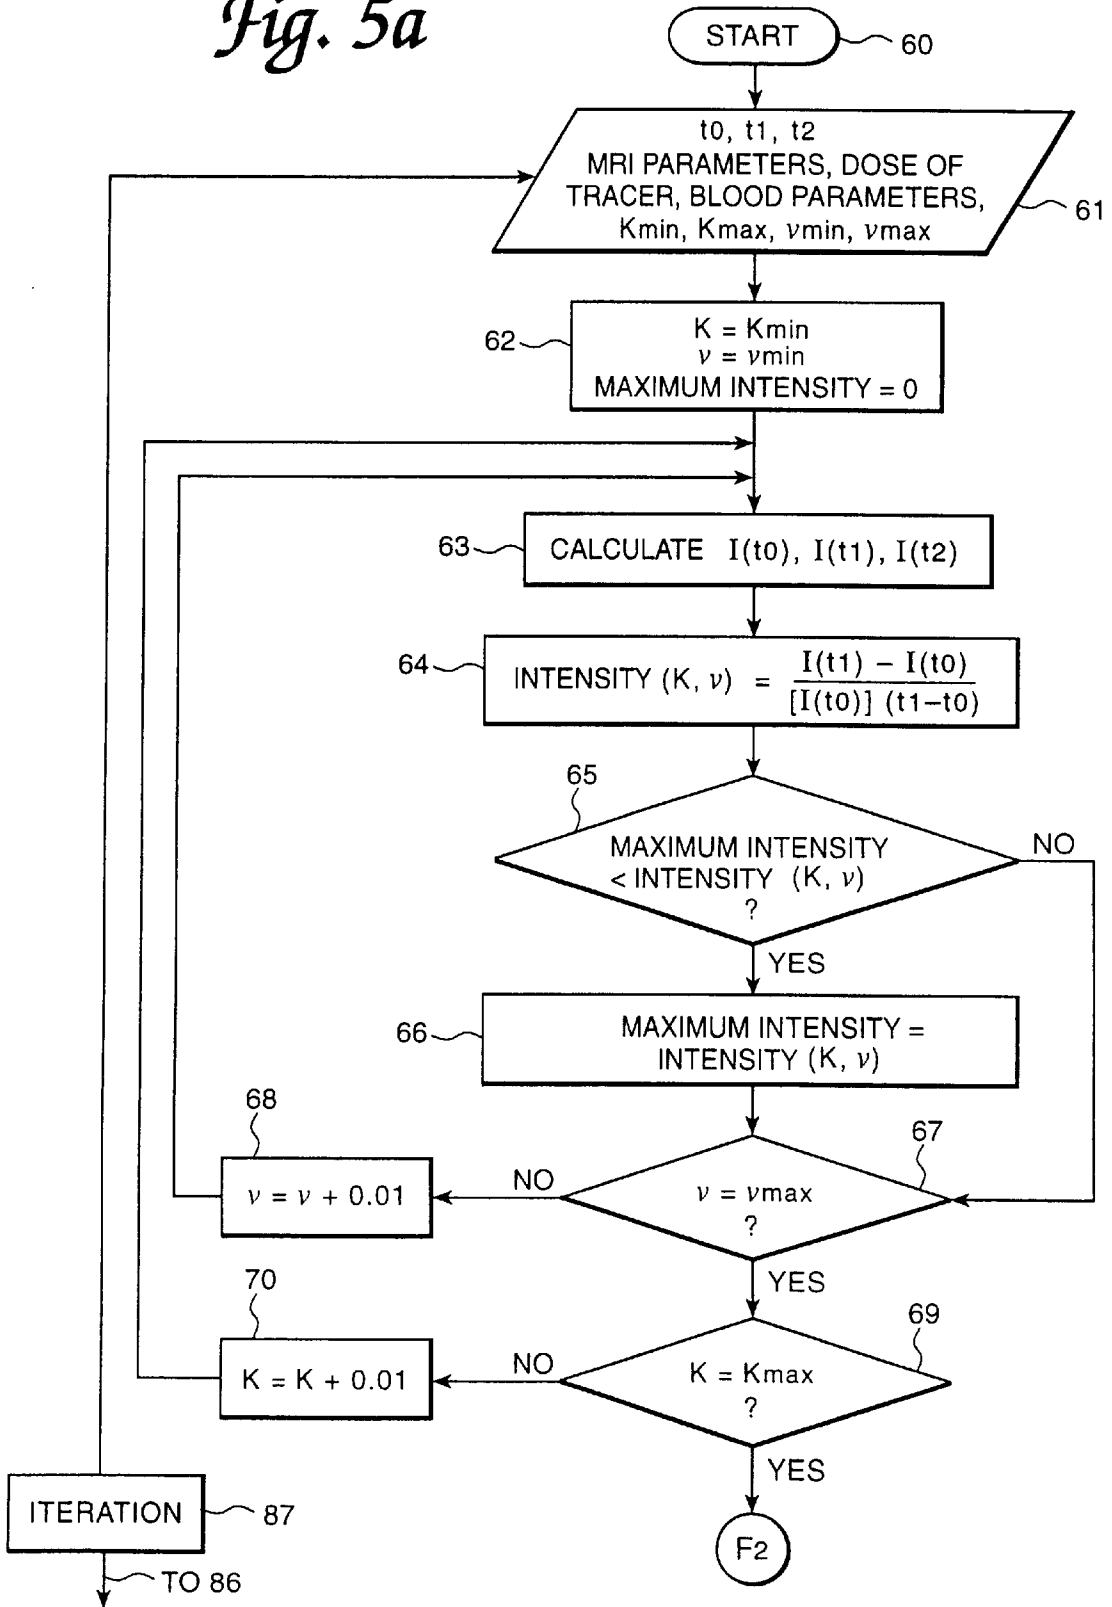 Fig. 5a
START
60
t0, t1, t2
MRI PARAMETERS, DOSE OF
TRACER, BLOOD PARAMETERS,
Kmin, Kmax, νmin, νmax
61
62
K = Kmin
ν = νmin
MAXIMUM INTENSITY = 0
63
CALCULATE I(t0), I(t1), I(t2)
64
INTENSITY (K, ν) = I(t1) − I(t0)
[I(t0)] (t1−t0)
65
MAXIMUM INTENSITY
< INTENSITY (K, ν)
?
NO
YES
66
MAXIMUM INTENSITY =
INTENSITY (K, ν)
68
ν = ν + 0.01
NO
67
ν = νmax
?
YES
70
K = K + 0.01
NO
69
K = Kmax
?
YES
ITERATION
87
F2
TO 86